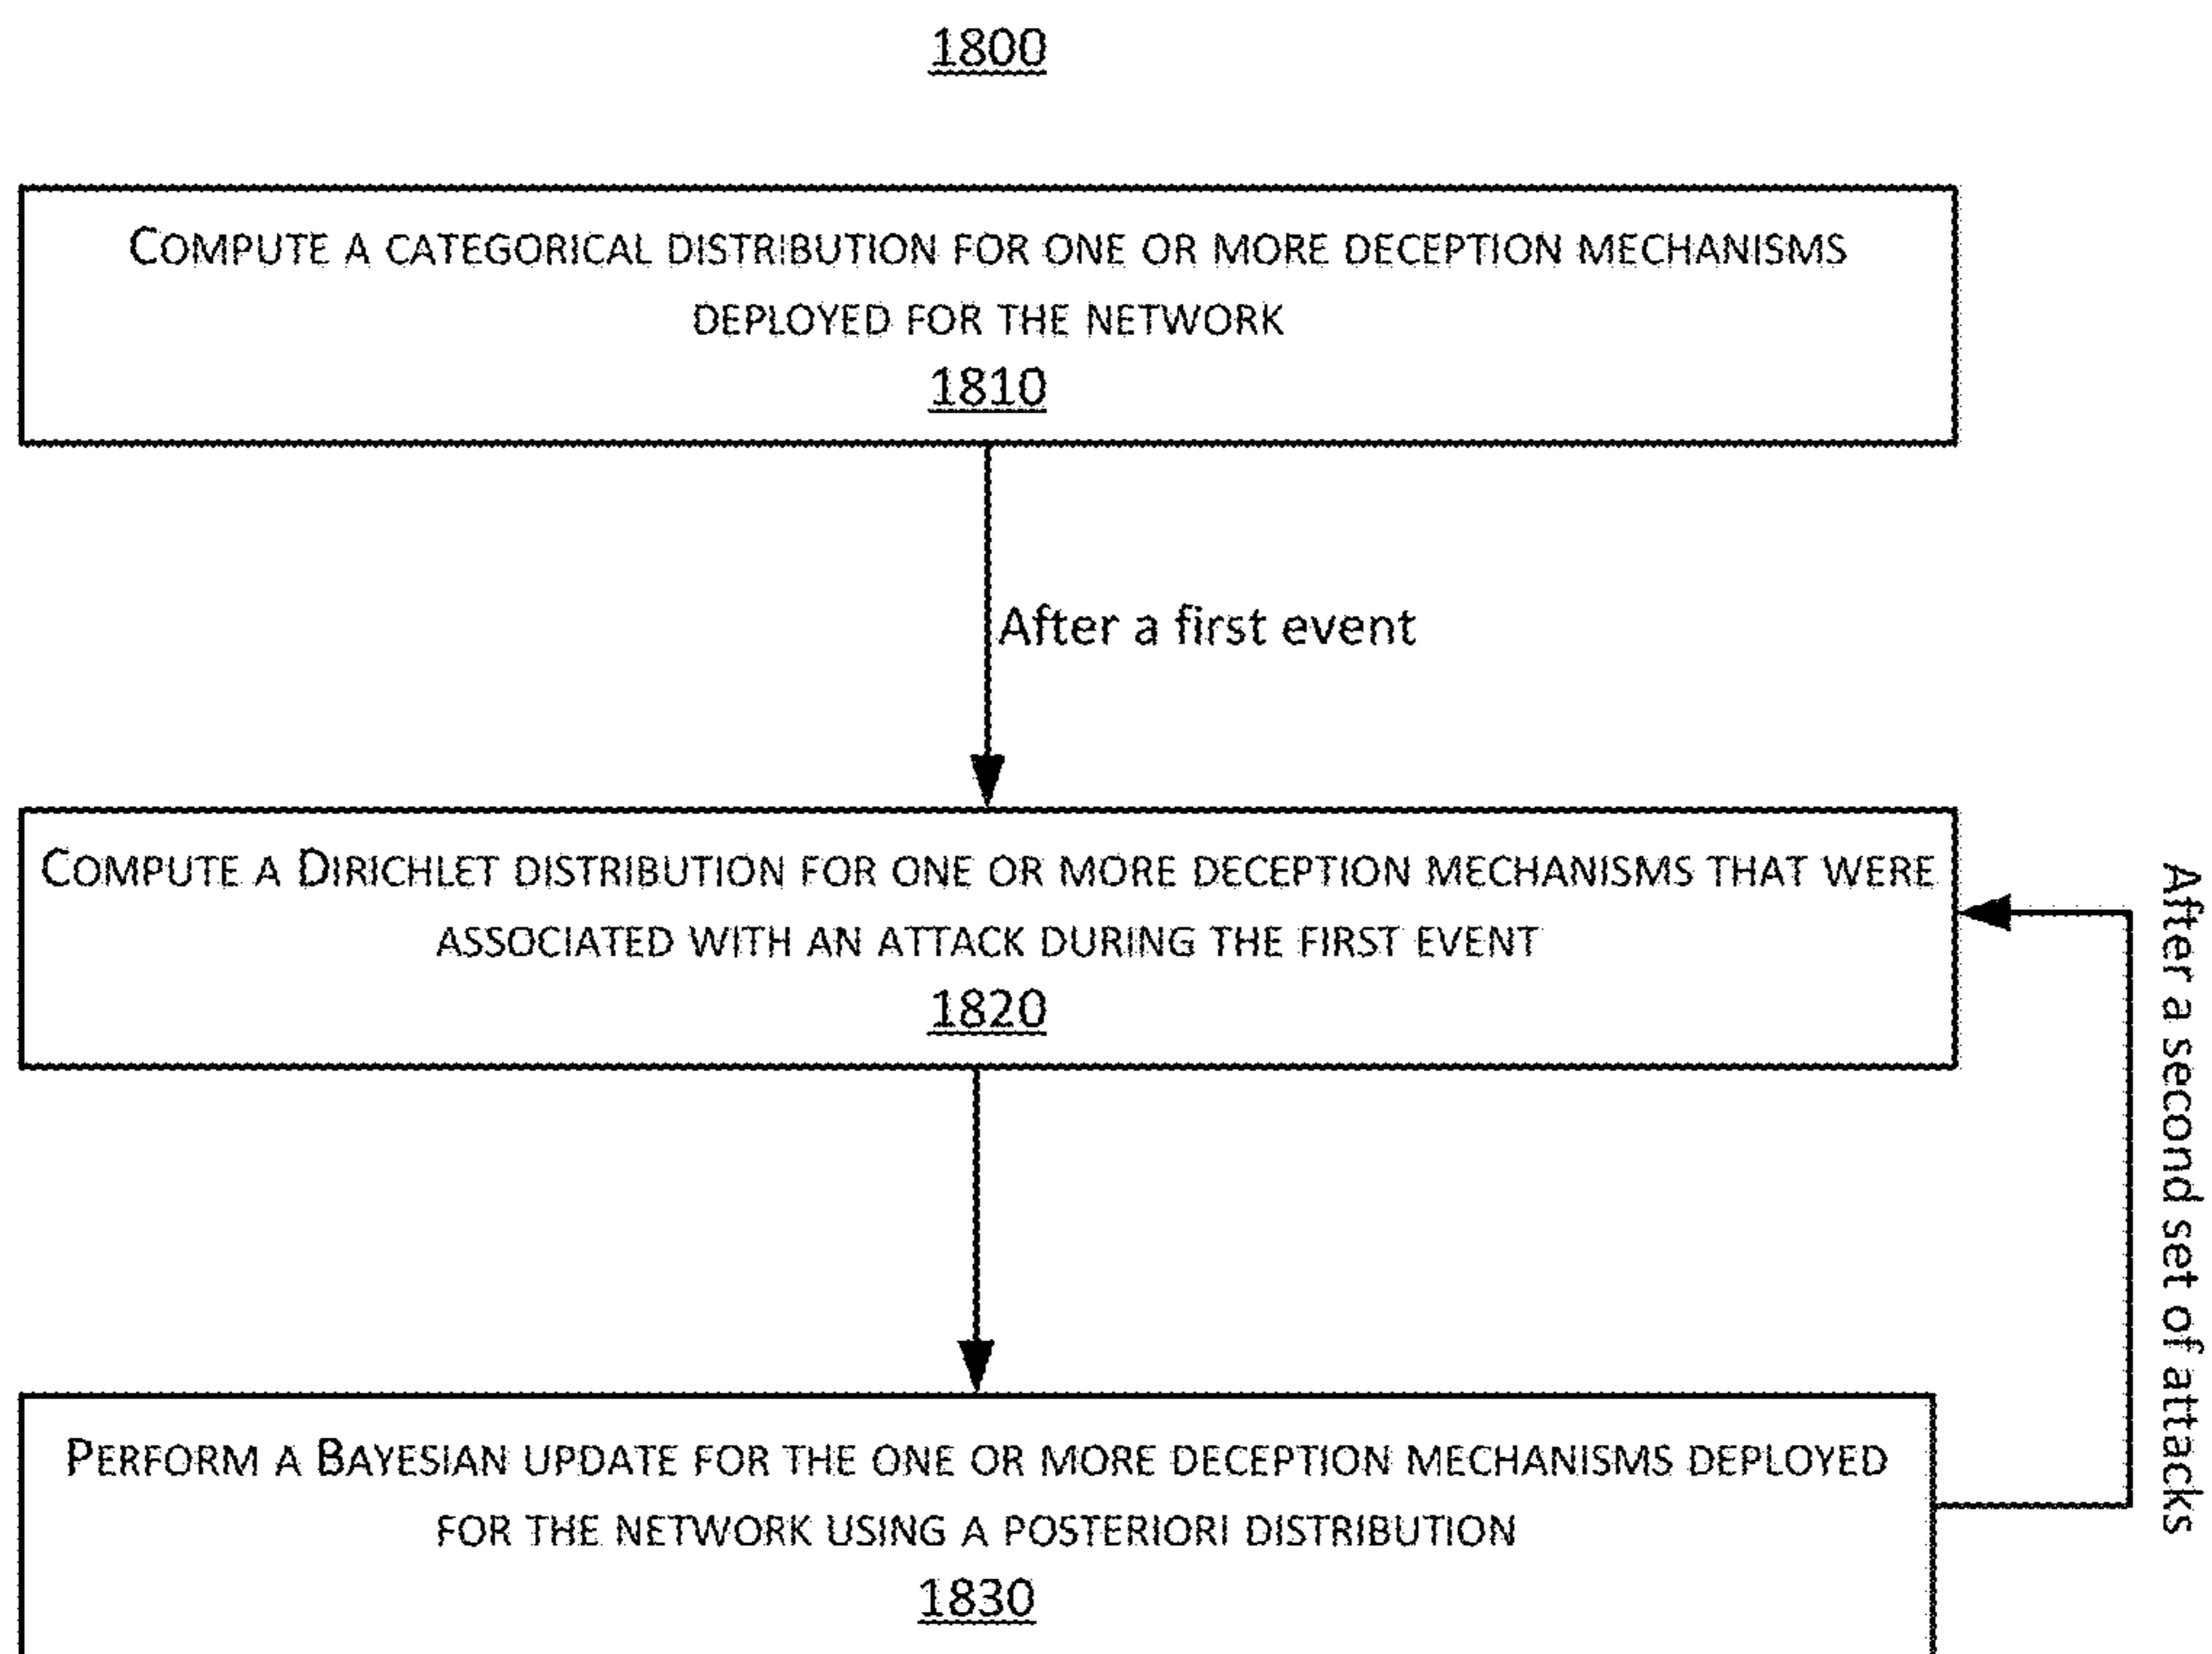 1800
COMPUTE A CATEGORICAL DISTRIBUTION FOR ONE OR MORE DECEPTION MECHANISMS
DEPLOYED FOR THE NETWORK
1810
After a first event
COMPUTE A DIRICHLET DISTRIBUTION FOR ONE OR MORE DECEPTION MECHANISMS THAT WERE
ASSOCIATED WITH AN ATTACK DURING THE FIRST EVENT
1820
After a second set of attacks
PERFORM A BAYESIAN UPDATE FOR THE ONE OR MORE DECEPTION MECHANISMS DEPLOYED
FOR THE NETWORK USING A POSTERIORI DISTRIBUTION
1830